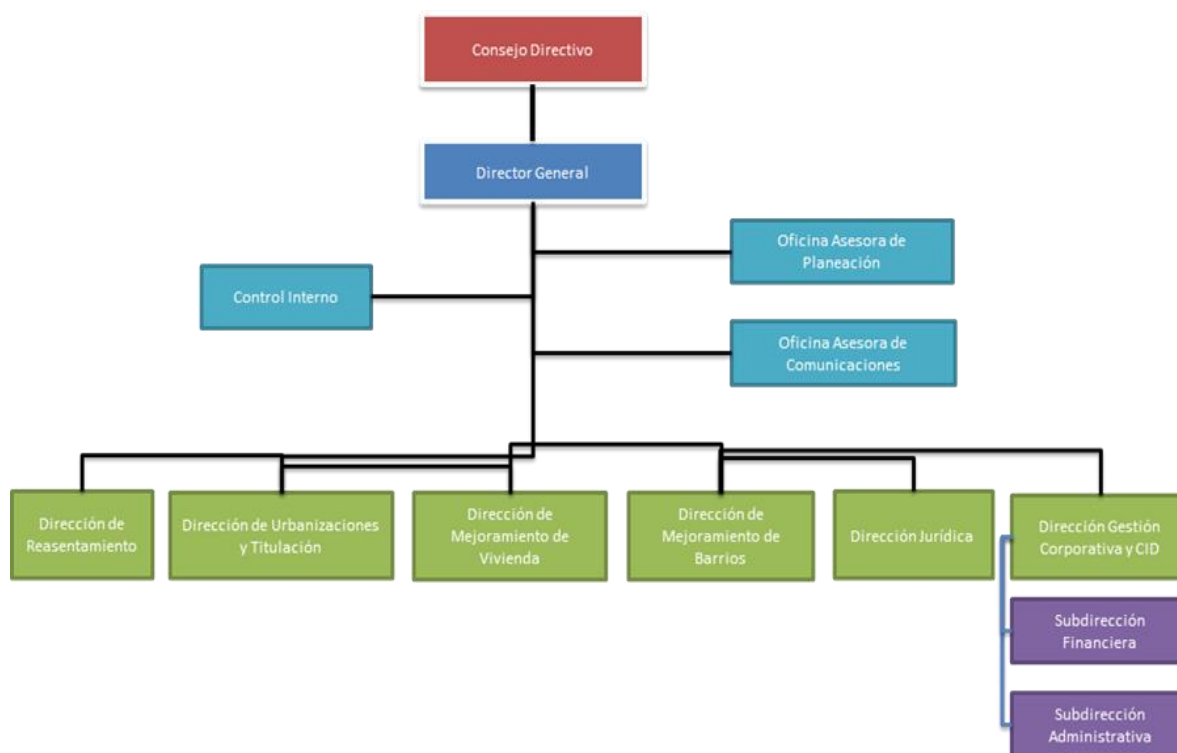 Consejo Directivo
Director General
Oficina Asesora de
Planeación
Control Interno
Oficina Asesora de
Comunicaciones
Dirección de
Reasentamiento
Dirección de Urbanizaciones
y Titulación
Dirección de
Mejoramiento de
Vivienda
Dirección de
Mejoramiento de
Barrios
Dirección Jurídica
Dirección Gestión
Corporativa y CID
Subdirección
Financiera
Subdirección
Administrativa